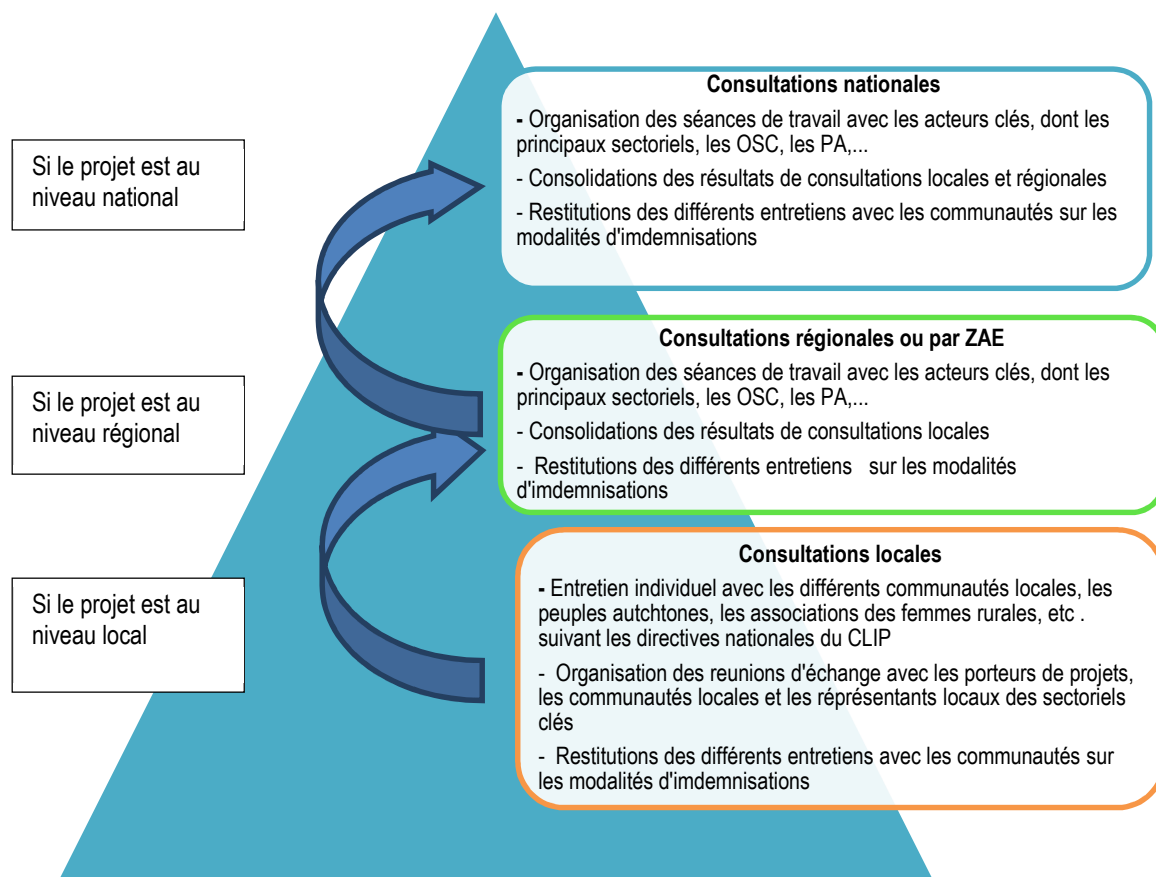 Si le projet est au
niveau national
Consultations nationales
- Organisation des séances de travail avec les acteurs clés, dont les
principaux sectoriels, les OSC, les PA,...
- Consolidations des résultats de consultations locales et régionales
- Restitutions des différents entretiens avec les communautés sur les
modalités d'imdemnisations
Si le projet est au
niveau régional
Consultations régionales ou par ZAE
- Organisation des séances de travail avec les acteurs clés, dont les
principaux sectoriels, les OSC, les PA,...
- Consolidations des résultats de consultations locales
- Restitutions des différents entretiens sur les modalités
d'imdemnisations
Si le projet est au
niveau local
Consultations locales
- Entretien individuel avec les différents communautés locales, les
peuples autchtones, les associations des femmes rurales, etc .
suivant les directives nationales du CLIP
- Organisation des reunions d'échange avec les porteurs de projets,
les communautés locales et les réprésentants locaux des sectoriels
clés
- Restitutions des différents entretiens avec les communautés sur
les modalités d'imdemnisations